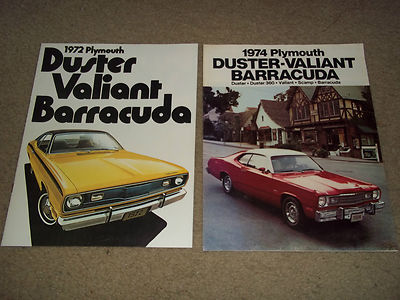 1972 Plymouth
Duster
Valiant
Barracuda
1974 Plymouth
DUSTER-VALIANT
BARRACUDA
Duster • Duster 360 • Valiant • Scamp • Barracuda